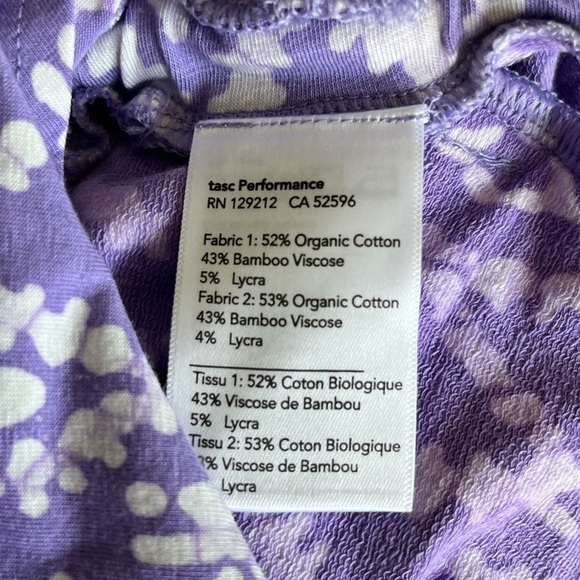 tasc Performance
RN 129212 CA 52596
Fabric 1: 52% Organic Cotton
43% Bamboo Viscose
5% Lycra
Fabric 2: 53% Organic Cotton
43% Bamboo Viscose
4% Lycra
Tissu 1: 52% Coton Biologique
43% Viscose de Bambou
5% Lycra
Tissu 2: 53% Coton Biologique
Viscose de Bambou
Lycra